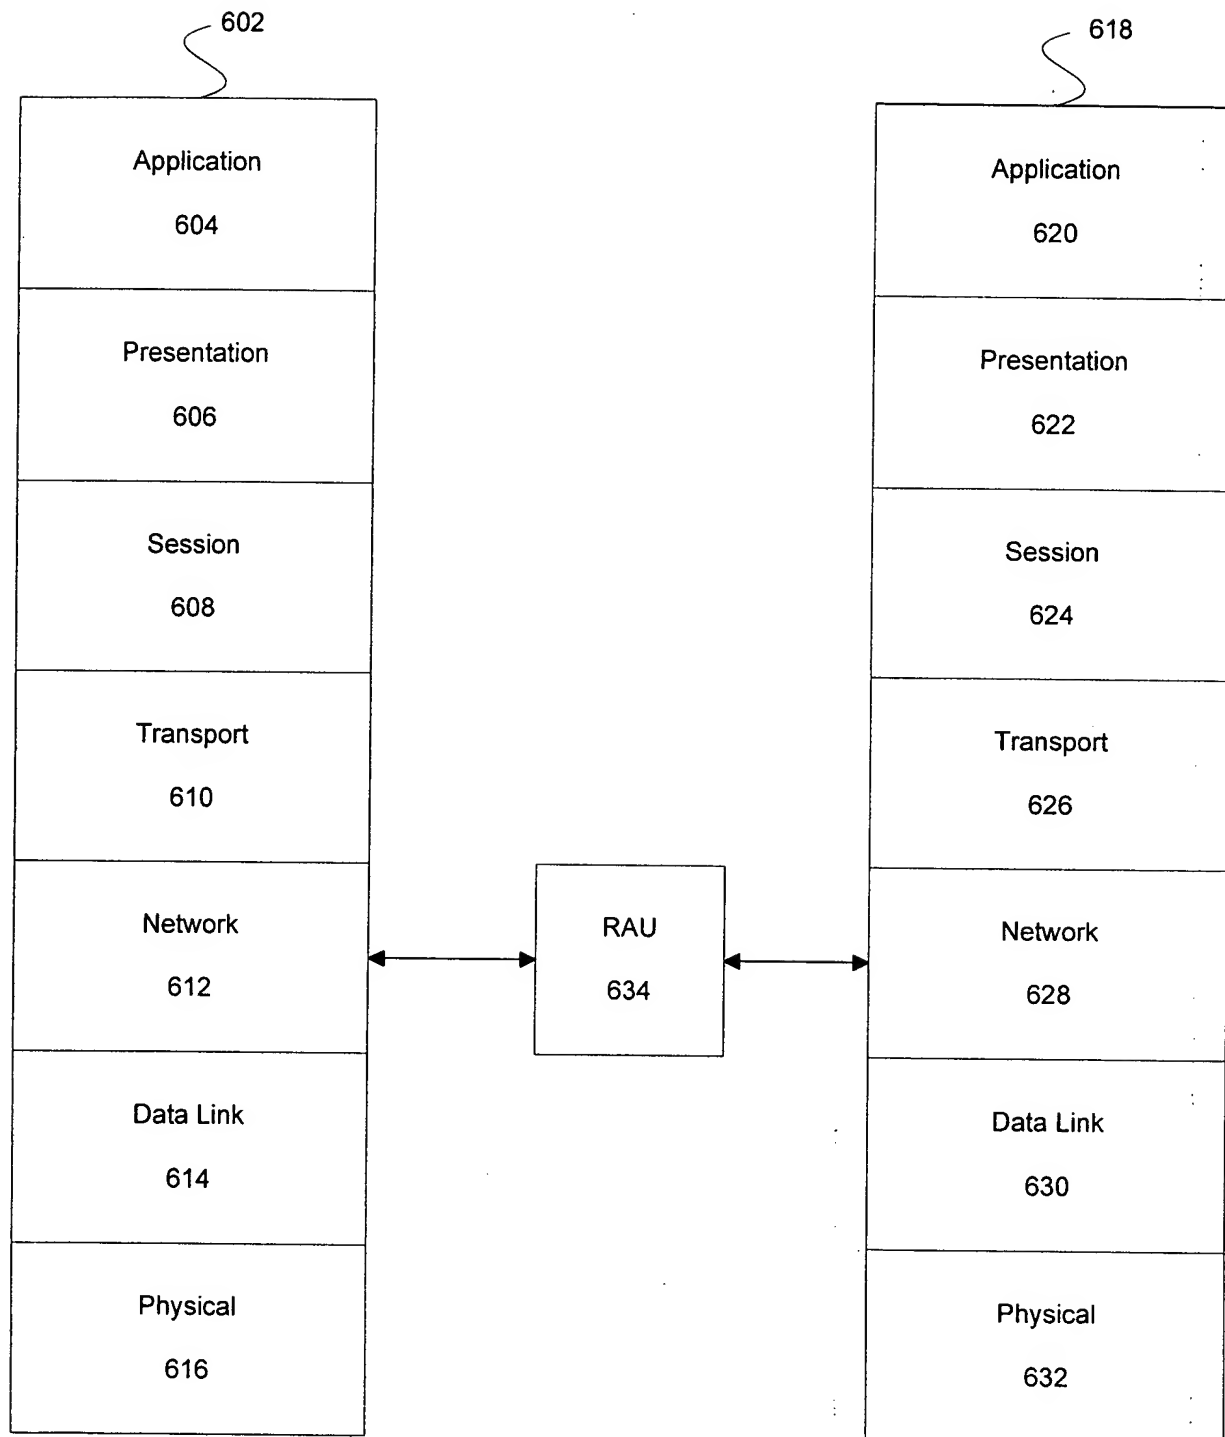 602
618
Application
604
Presentation
606
Session
608
Transport
610
Network
612
Data Link
614
Physical
616
RAU
634
Application
620
Presentation
622
Session
624
Transport
626
Network
628
Data Link
630
Physical
632